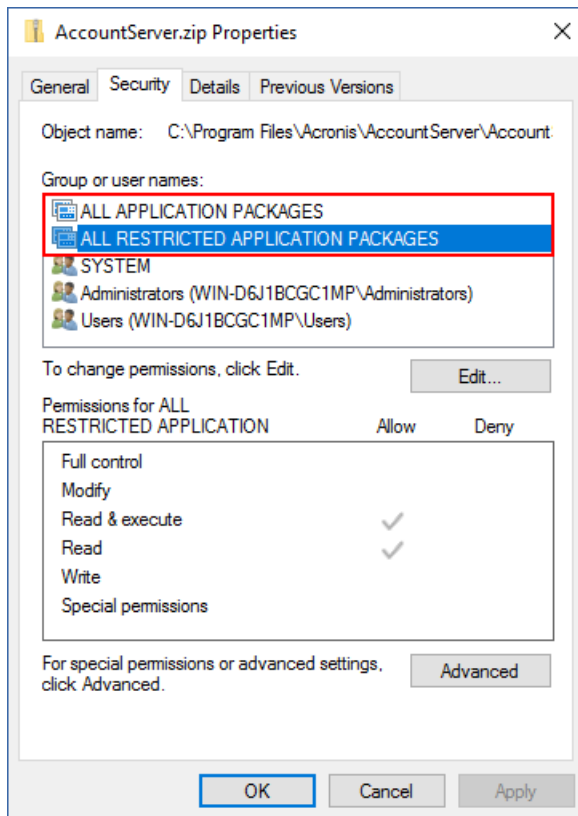 AccountServer.zip Properties
General Security Details Previous Versions
Object name: C:\Program Files\Acronis\AccountServer\Account
Group or user names:
ALL APPLICATION PACKAGES
ALL RESTRICTED APPLICATION PACKAGES
SYSTEM
Administrators (WIN-D6J1BCGC1MP\Administrators)
Users (WIN-D6J1BCGC1MP\Users)
To change permissions, click Edit.
Edit...
Permissions for ALL
RESTRICTED APPLICATION Allow Deny
Full control
Modify
Read & execute
Read
Write
Special permissions
For special permissions or advanced settings,
click Advanced.
Advanced
OK Cancel Apply